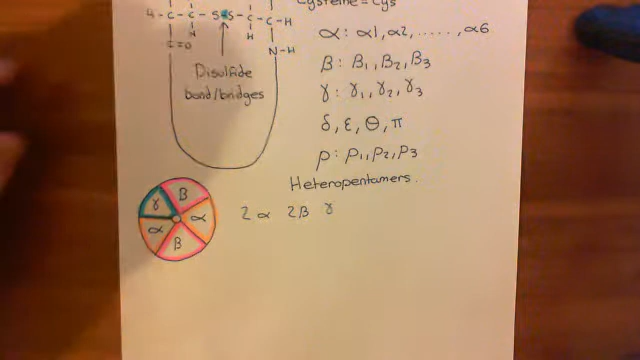 Cysteine = Cys
H-C-C-SS-C-C-H
H
H
C=O
N-H
Disulfide
bond/bridges
α: α1, α2, ....., α6
β: β1, β2, β3
γ: γ1, γ2, γ3
δ, ε, θ, π
ρ: ρ1, ρ2, ρ3
Heteropentamers.
γ
β
α
α
β
2α 2β γ